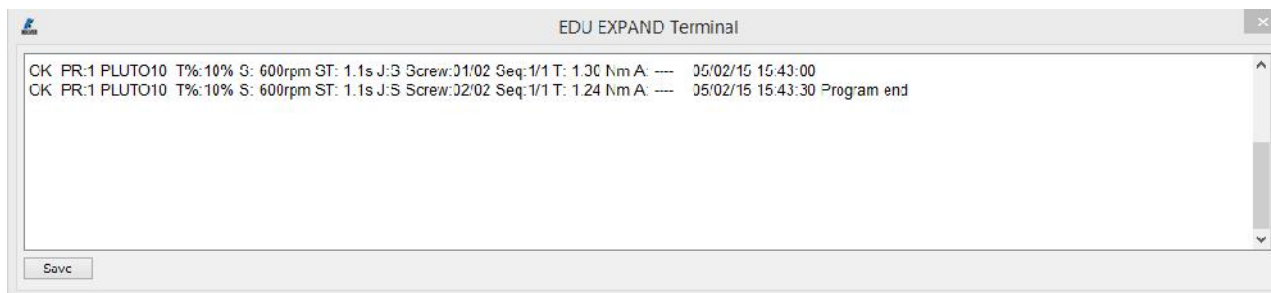 EDU EXPAND Terminal
OK PR:1 PLUTO10 T%:10% S: 600rpm ST: 1.1s J:S Screw:01/02 Seq:1/1 T: 1.30 Nm A: ---- 05/02/15 15:43:00
OK PR:1 PLUTO10 T%:10% S: 600rpm ST: 1.1s J:S Screw:02/02 Seq:1/1 T: 1.24 Nm A: ---- 05/02/15 15:43:30 Program end
Save